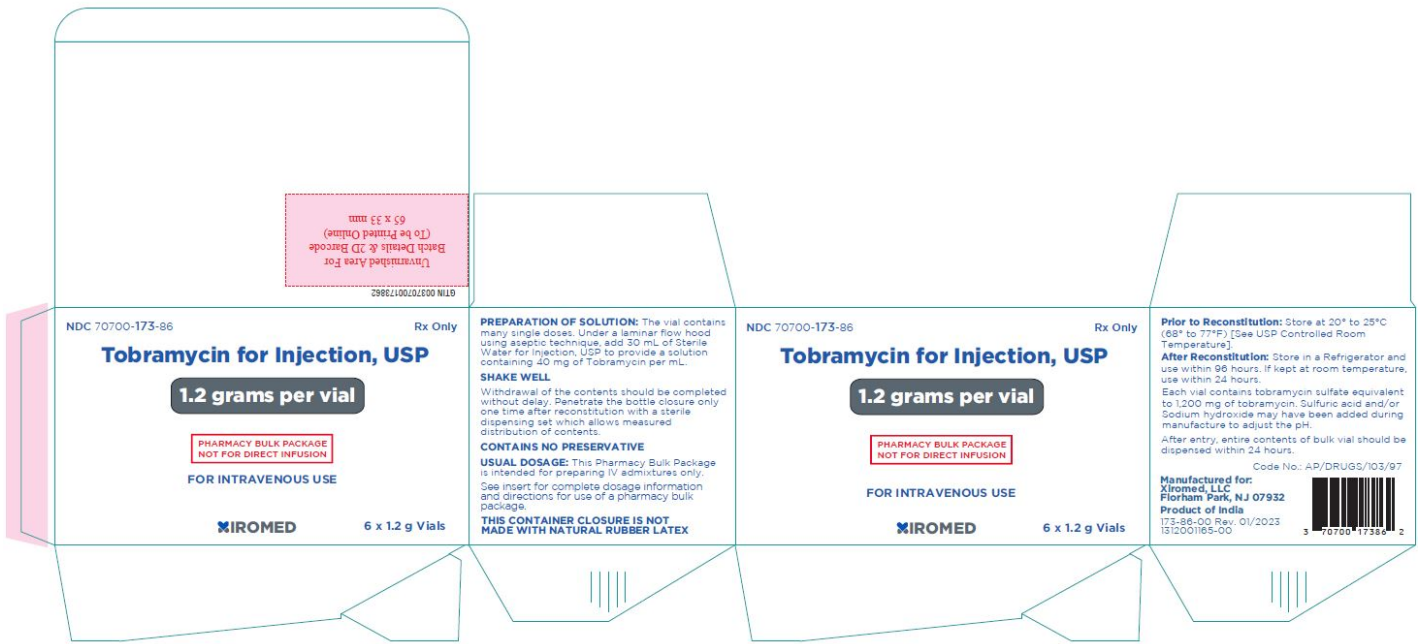 Unvarnished Area For
Batch Details & 2D Barcode
(To be Printed Online)
65 x 33 mm
GTIN 00370700173862
NDC 70700-173-86
Rx Only
Tobramycin for Injection, USP
1.2 grams per vial
PHARMACY BULK PACKAGE
NOT FOR DIRECT INFUSION
FOR INTRAVENOUS USE
XIROMED
6 x 1.2 g Vials
PREPARATION OF SOLUTION: The vial contains
many single doses. Under a laminar flow hood
using aseptic technique, add 30 mL of Sterile
Water for Injection, USP to provide a solution
containing 40 mg of Tobramycin per mL.
SHAKE WELL
Withdrawal of the contents should be completed
without delay. Penetrate the bottle closure only
one time after reconstitution with a sterile
dispensing set which allows measured
distribution of contents.
CONTAINS NO PRESERVATIVE
USUAL DOSAGE: This Pharmacy Bulk Package
is intended for preparing IV admixtures only.
See insert for complete dosage information
and directions for use of a pharmacy bulk
package.
THIS CONTAINER CLOSURE IS NOT
MADE WITH NATURAL RUBBER LATEX
NDC 70700-173-86
Rx Only
Tobramycin for Injection, USP
1.2 grams per vial
PHARMACY BULK PACKAGE
NOT FOR DIRECT INFUSION
FOR INTRAVENOUS USE
XIROMED
6 x 1.2 g Vials
Prior to Reconstitution: Store at 20° to 25°C
(68° to 77°F) [See USP Controlled Room
Temperature].
After Reconstitution: Store in a Refrigerator and
use within 96 hours. If kept at room temperature,
use within 24 hours.
Each vial contains tobramycin sulfate equivalent
to 1,200 mg of tobramycin. Sulfuric acid and/or
Sodium hydroxide may have been added during
manufacture to adjust the pH.
After entry, entire contents of bulk vial should be
dispensed within 24 hours.
Code No.: AP/DRUGS/103/97
Manufactured for:
Xiromed, LLC
Florham Park, NJ 07932
Product of India
173-86-00 Rev. 01/2023
1312001165-00
3 70700 17386 2